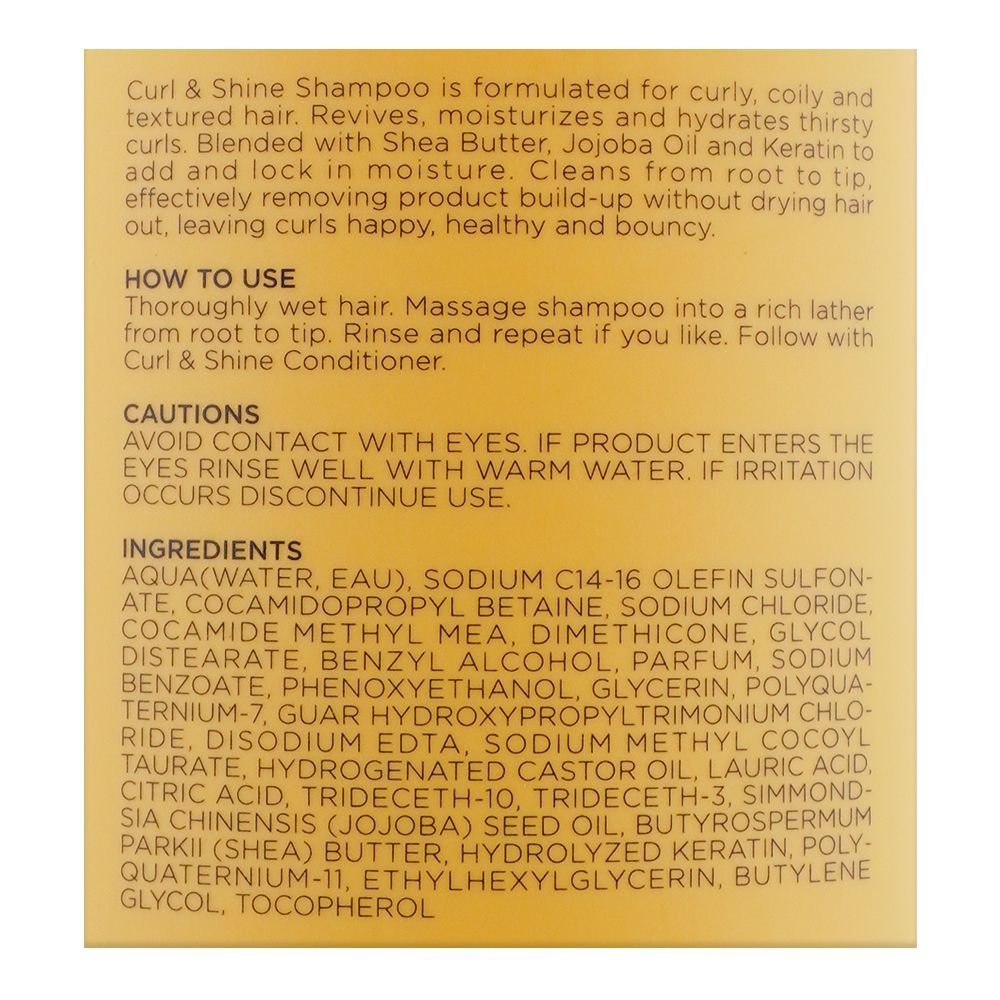 Curl & Shine Shampoo is formulated for curly, coily and
textured hair. Revives, moisturizes and hydrates thirsty
curls. Blended with Shea Butter, Jojoba Oil and Keratin to
add and lock in moisture. Cleans from root to tip,
effectively removing product build-up without drying hair
out, leaving curls happy, healthy and bouncy.
HOW TO USE
Thoroughly wet hair. Massage shampoo into a rich lather
from root to tip. Rinse and repeat if you like. Follow with
Curl & Shine Conditioner.
CAUTIONS
AVOID CONTACT WITH EYES. IF PRODUCT ENTERS THE
EYES RINSE WELL WITH WARM WATER. IF IRRITATION
OCCURS DISCONTINUE USE.
INGREDIENTS
AQUA(WATER, EAU), SODIUM C14-16 OLEFIN SULFON-
ATE, COCAMIDOPROPYL BETAINE, SODIUM CHLORIDE,
COCAMIDE METHYL MEA, DIMETHICONE, GLYCOL
DISTEARATE, BENZYL ALCOHOL, PARFUM, SODIUM
BENZOATE, PHENOXYETHANOL, GLYCERIN, POLYQUA-
TERNIUM-7, GUAR HYDROXYPROPYLTRIMONIUM CHLO-
RIDE, DISODIUM EDTA, SODIUM METHYL COCOYL
TAURATE, HYDROGENATED CASTOR OIL, LAURIC ACID,
CITRIC ACID, TRIDECETH-10, TRIDECETH-3, SIMMOND-
SIA CHINENSIS (JOJOBA) SEED OIL, BUTYROSPERMUM
PARKII (SHEA) BUTTER, HYDROLYZED KERATIN, POLY-
QUATERNIUM-11, ETHYLHEXYLGLYCERIN, BUTYLENE
GLYCOL, TOCOPHEROL